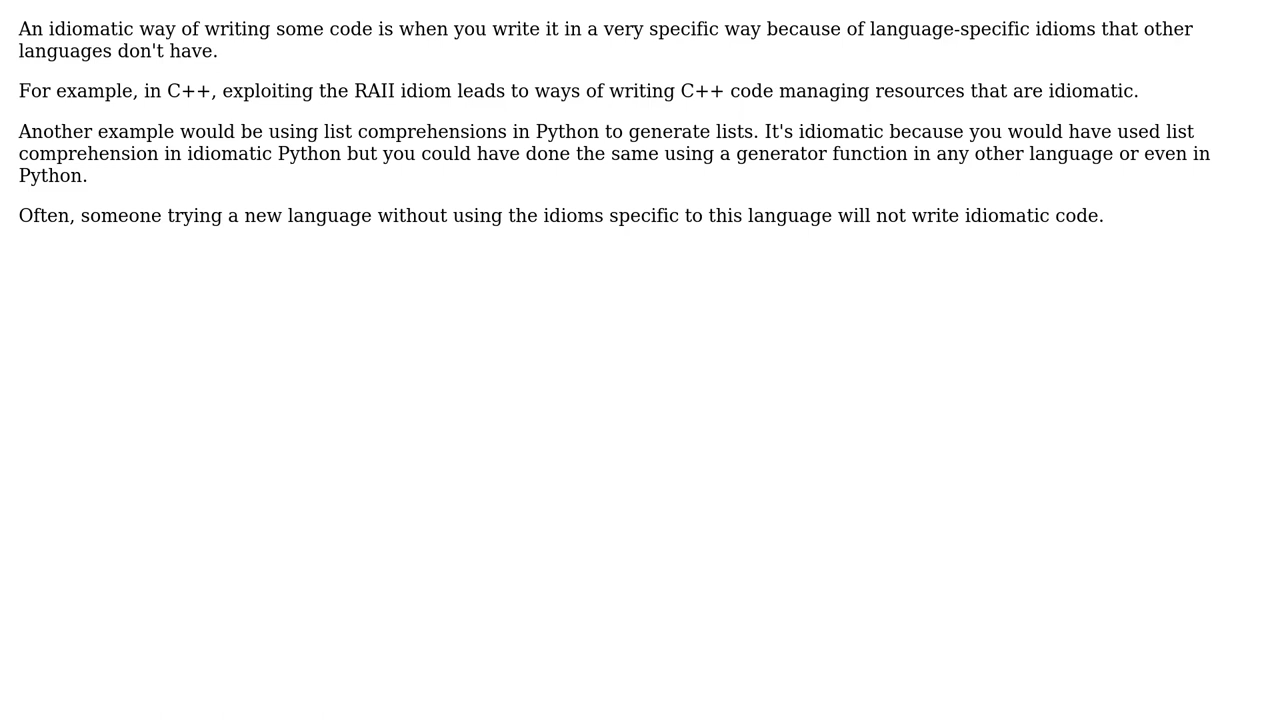 An idiomatic way of writing some code is when you write it in a very specific way because of language-specific idioms that other
languages don't have.
For example, in C++, exploiting the RAII idiom leads to ways of writing C++ code managing resources that are idiomatic.
Another example would be using list comprehensions in Python to generate lists. It's idiomatic because you would have used list
comprehension in idiomatic Python but you could have done the same using a generator function in any other language or even in
Python.
Often, someone trying a new language without using the idioms specific to this language will not write idiomatic code.